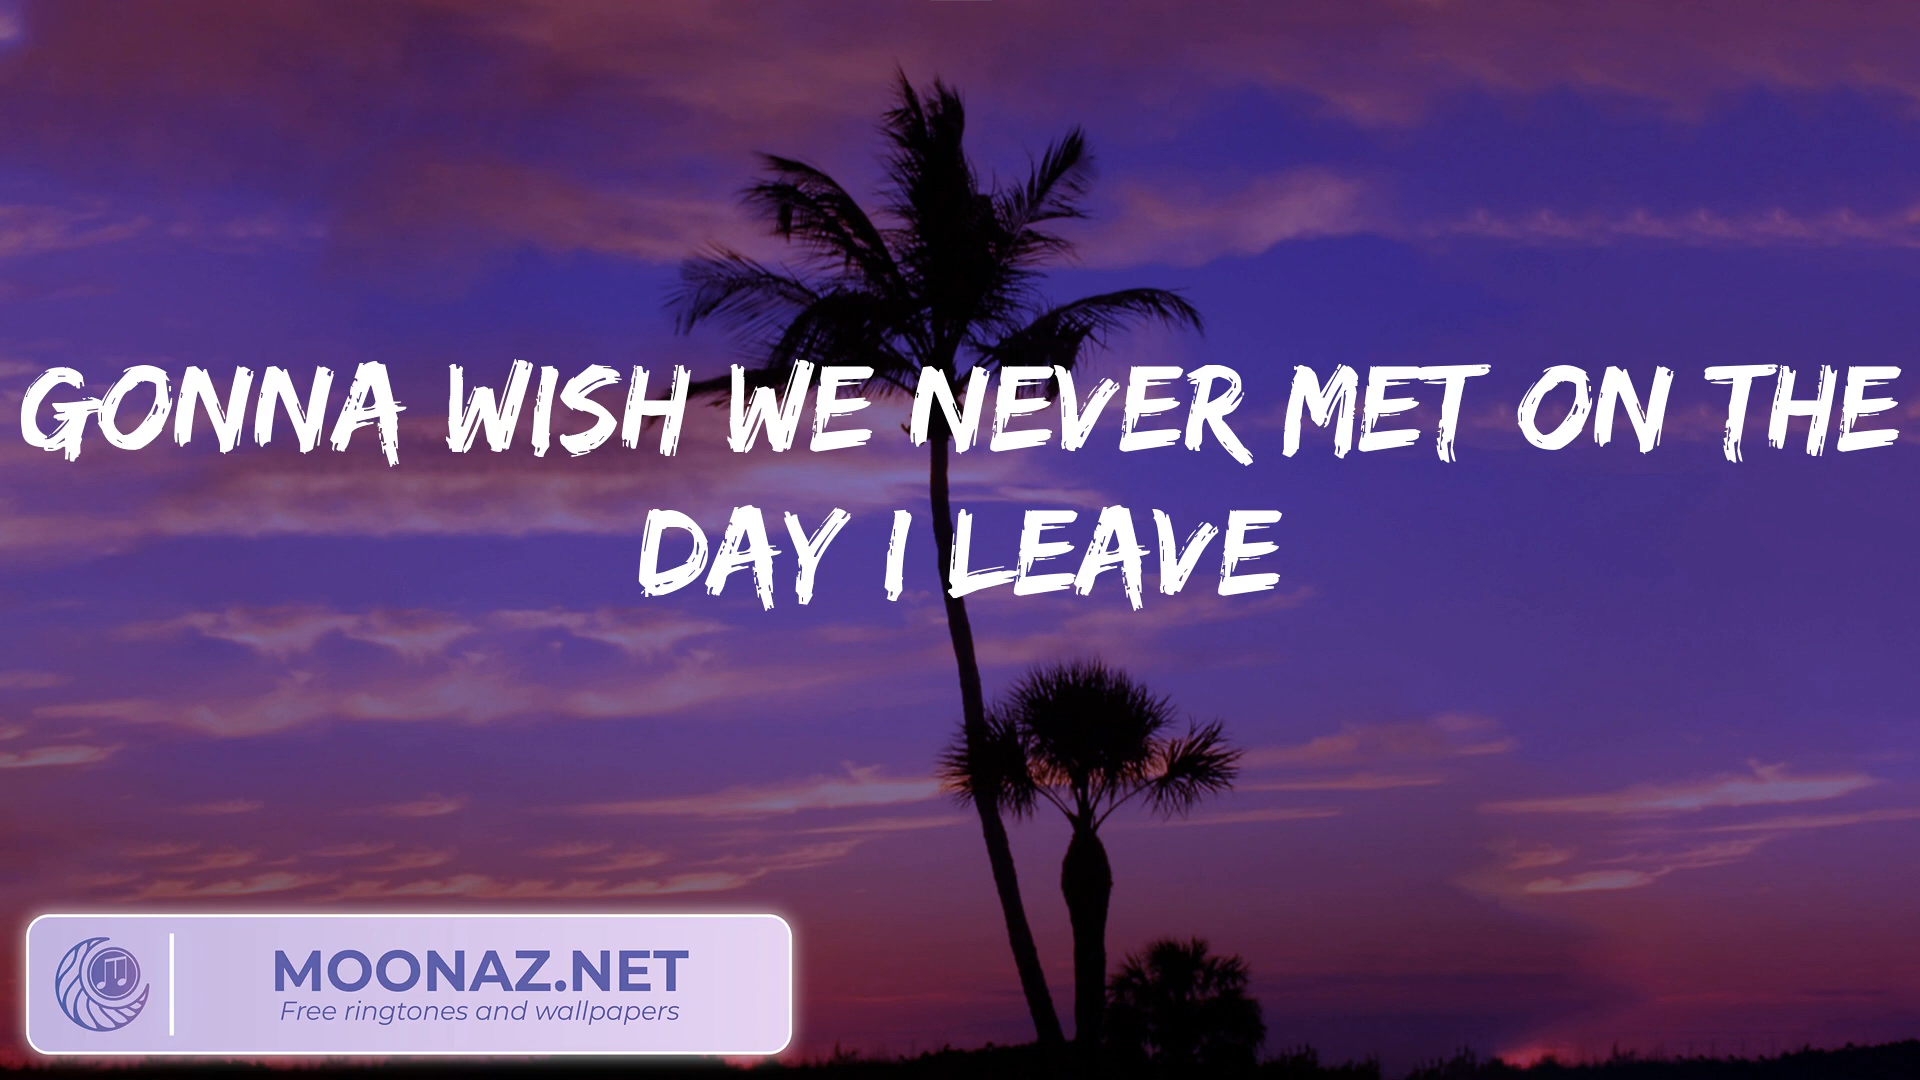 GONNA WISH WE NEVER MET ON THE
DAY I LEAVE
MOONAZ.NET
Free ringtones and wallpapers